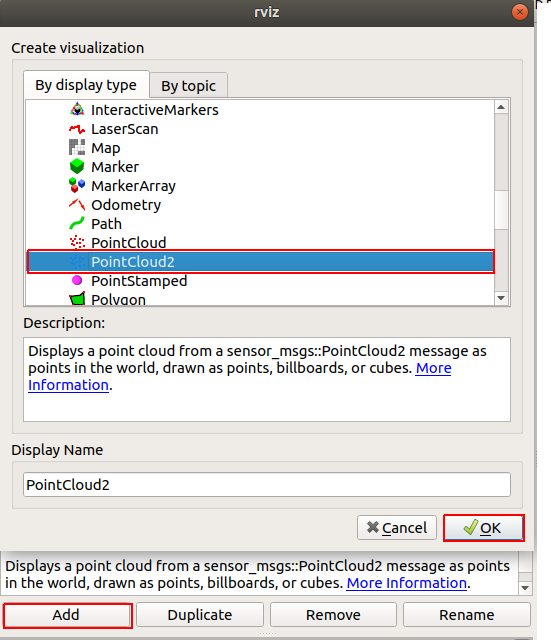 rviz
Create visualization
By display type
By topic
InteractiveMarkers
LaserScan
Map
Marker
MarkerArray
Odometry
Path
PointCloud
PointCloud2
PointStamped
Polygon
Description:
Displays a point cloud from a sensor_msgs::PointCloud2 message as
points in the world, drawn as points, billboards, or cubes. More
Information.
Display Name
PointCloud2
Cancel
OK
Displays a point cloud from a sensor_msgs::PointCloud2 message as points
in the world, drawn as points, billboards, or cubes. More Information.
Add
Duplicate
Remove
Rename